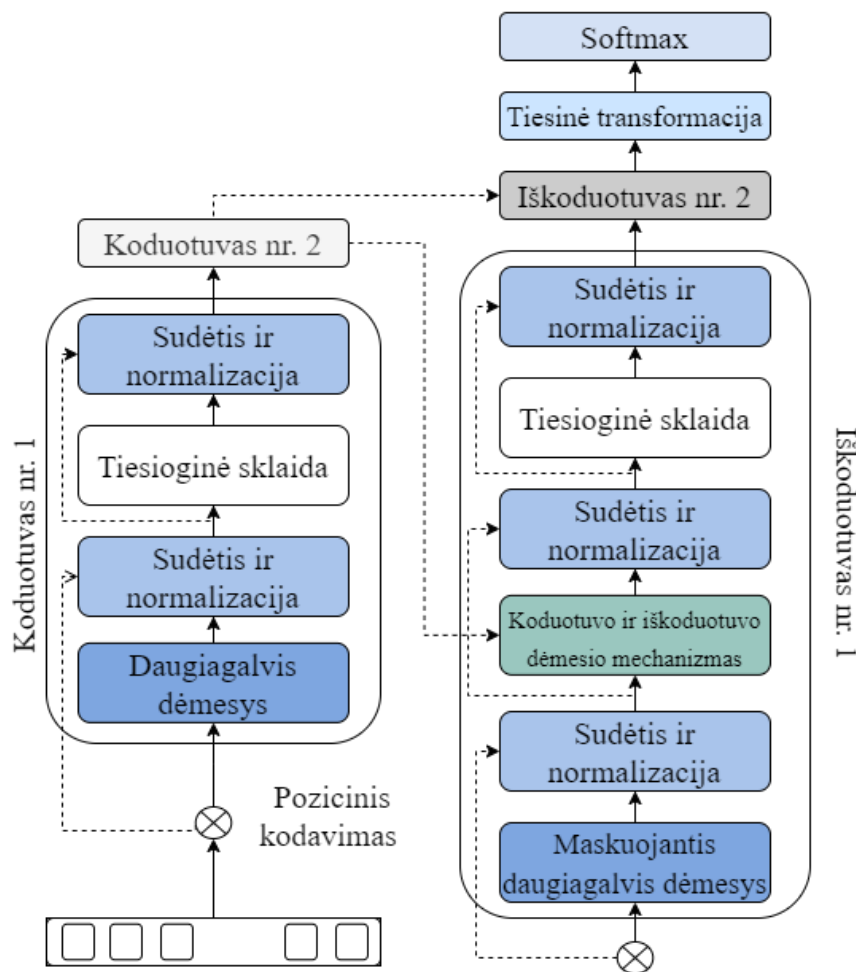 Softmax
Tiesinė transformacija
Iškoduotuvas nr. 2
Koduotuvas nr. 2
Koduotuvas nr. 1
Sudėtis ir
normalizacija
Tiesioginė sklaida
Sudėtis ir
normalizacija
Daugiagalvis
dėmesys
Pozicinis
kodavimas
Sudėtis ir
normalizacija
Tiesioginė sklaida
Sudėtis ir
normalizacija
Koduotuvo ir iškoduotuvo
dėmesio mechanizmas
Sudėtis ir
normalizacija
Maskuojantis
daugiagalvis dėmesys
Iškoduotuvas nr. 1